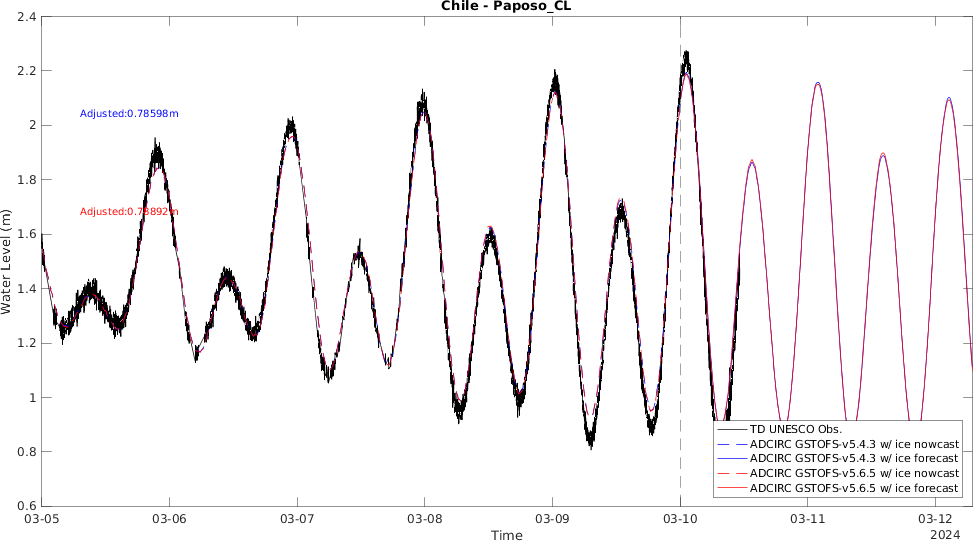 Chile - Paposo_CL
2.4
2.2
2
1.8
1.6
1.4
1.2
1
0.8
0.6
Water Level (m)
Adjusted:0.78598m
Adjusted:0.78892m
TD UNESCO Obs.
ADCIRC GSTOFS-v5.4.3 w/ ice nowcast
ADCIRC GSTOFS-v5.4.3 w/ ice forecast
ADCIRC GSTOFS-v5.6.5 w/ ice nowcast
ADCIRC GSTOFS-v5.6.5 w/ ice forecast
03-05 03-06 03-07 03-08 03-09 03-10 03-11 03-12
Time
2024